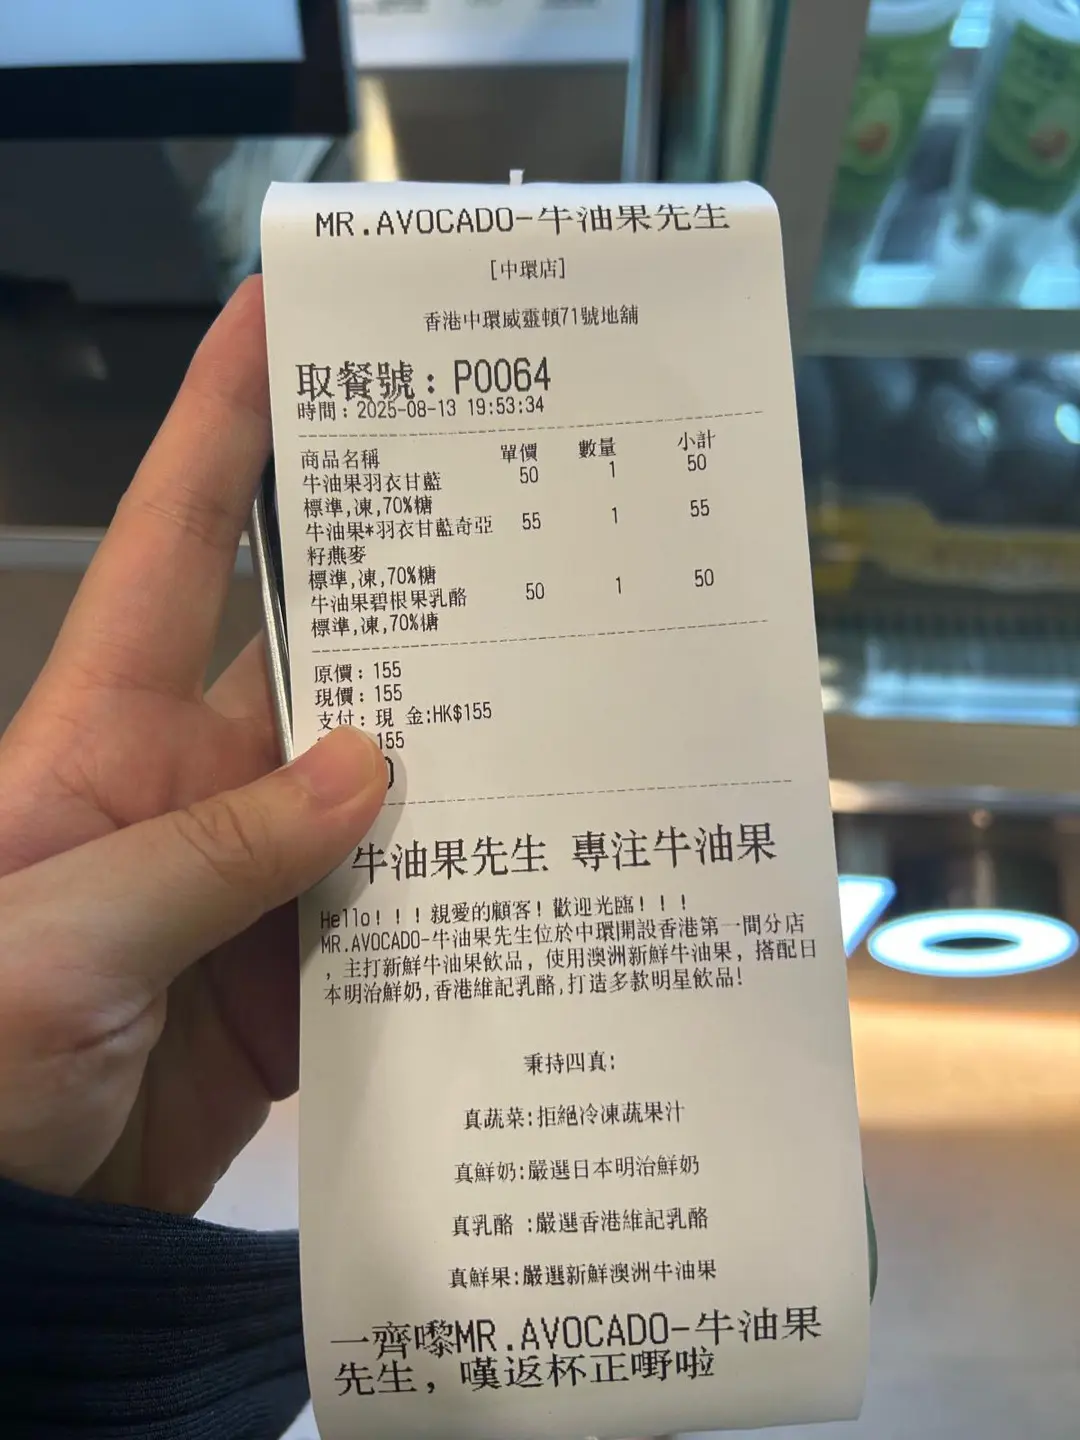 MR.AVOCADO-牛油果先生
[中環店]
香港中環威靈頓71號地舖
取餐號: P0064
時間: 2025-08-13 19:53:34
商品名稱 單價 數量 小計
牛油果羽衣甘藍 50 1 50
標準,凍,70%糖
牛油果*羽衣甘藍奇亞 55 1 55
籽燕麥
標準,凍,70%糖
牛油果碧根果乳酪 50 1 50
標準,凍,70%糖
原價: 155
現價: 155
支付: 現 金:HK$155
155
牛油果先生 專注牛油果
Hello!!!親愛的顧客!歡迎光臨!!!
MR.AVOCADO-牛油果先生位於中環開設香港第一間分店
,主打新鮮牛油果飲品,使用澳洲新鮮牛油果,搭配日
本明治鮮奶,香港維記乳酪,打造多款明星飲品!
秉持四真:
真蔬菜:拒絕冷凍蔬果汁
真鮮奶:嚴選日本明治鮮奶
真乳酪 :嚴選香港維記乳酪
真鮮果:嚴選新鮮澳洲牛油果
一齊嚟MR.AVOCADO-牛油果
先生,嘆返杯正嘢啦